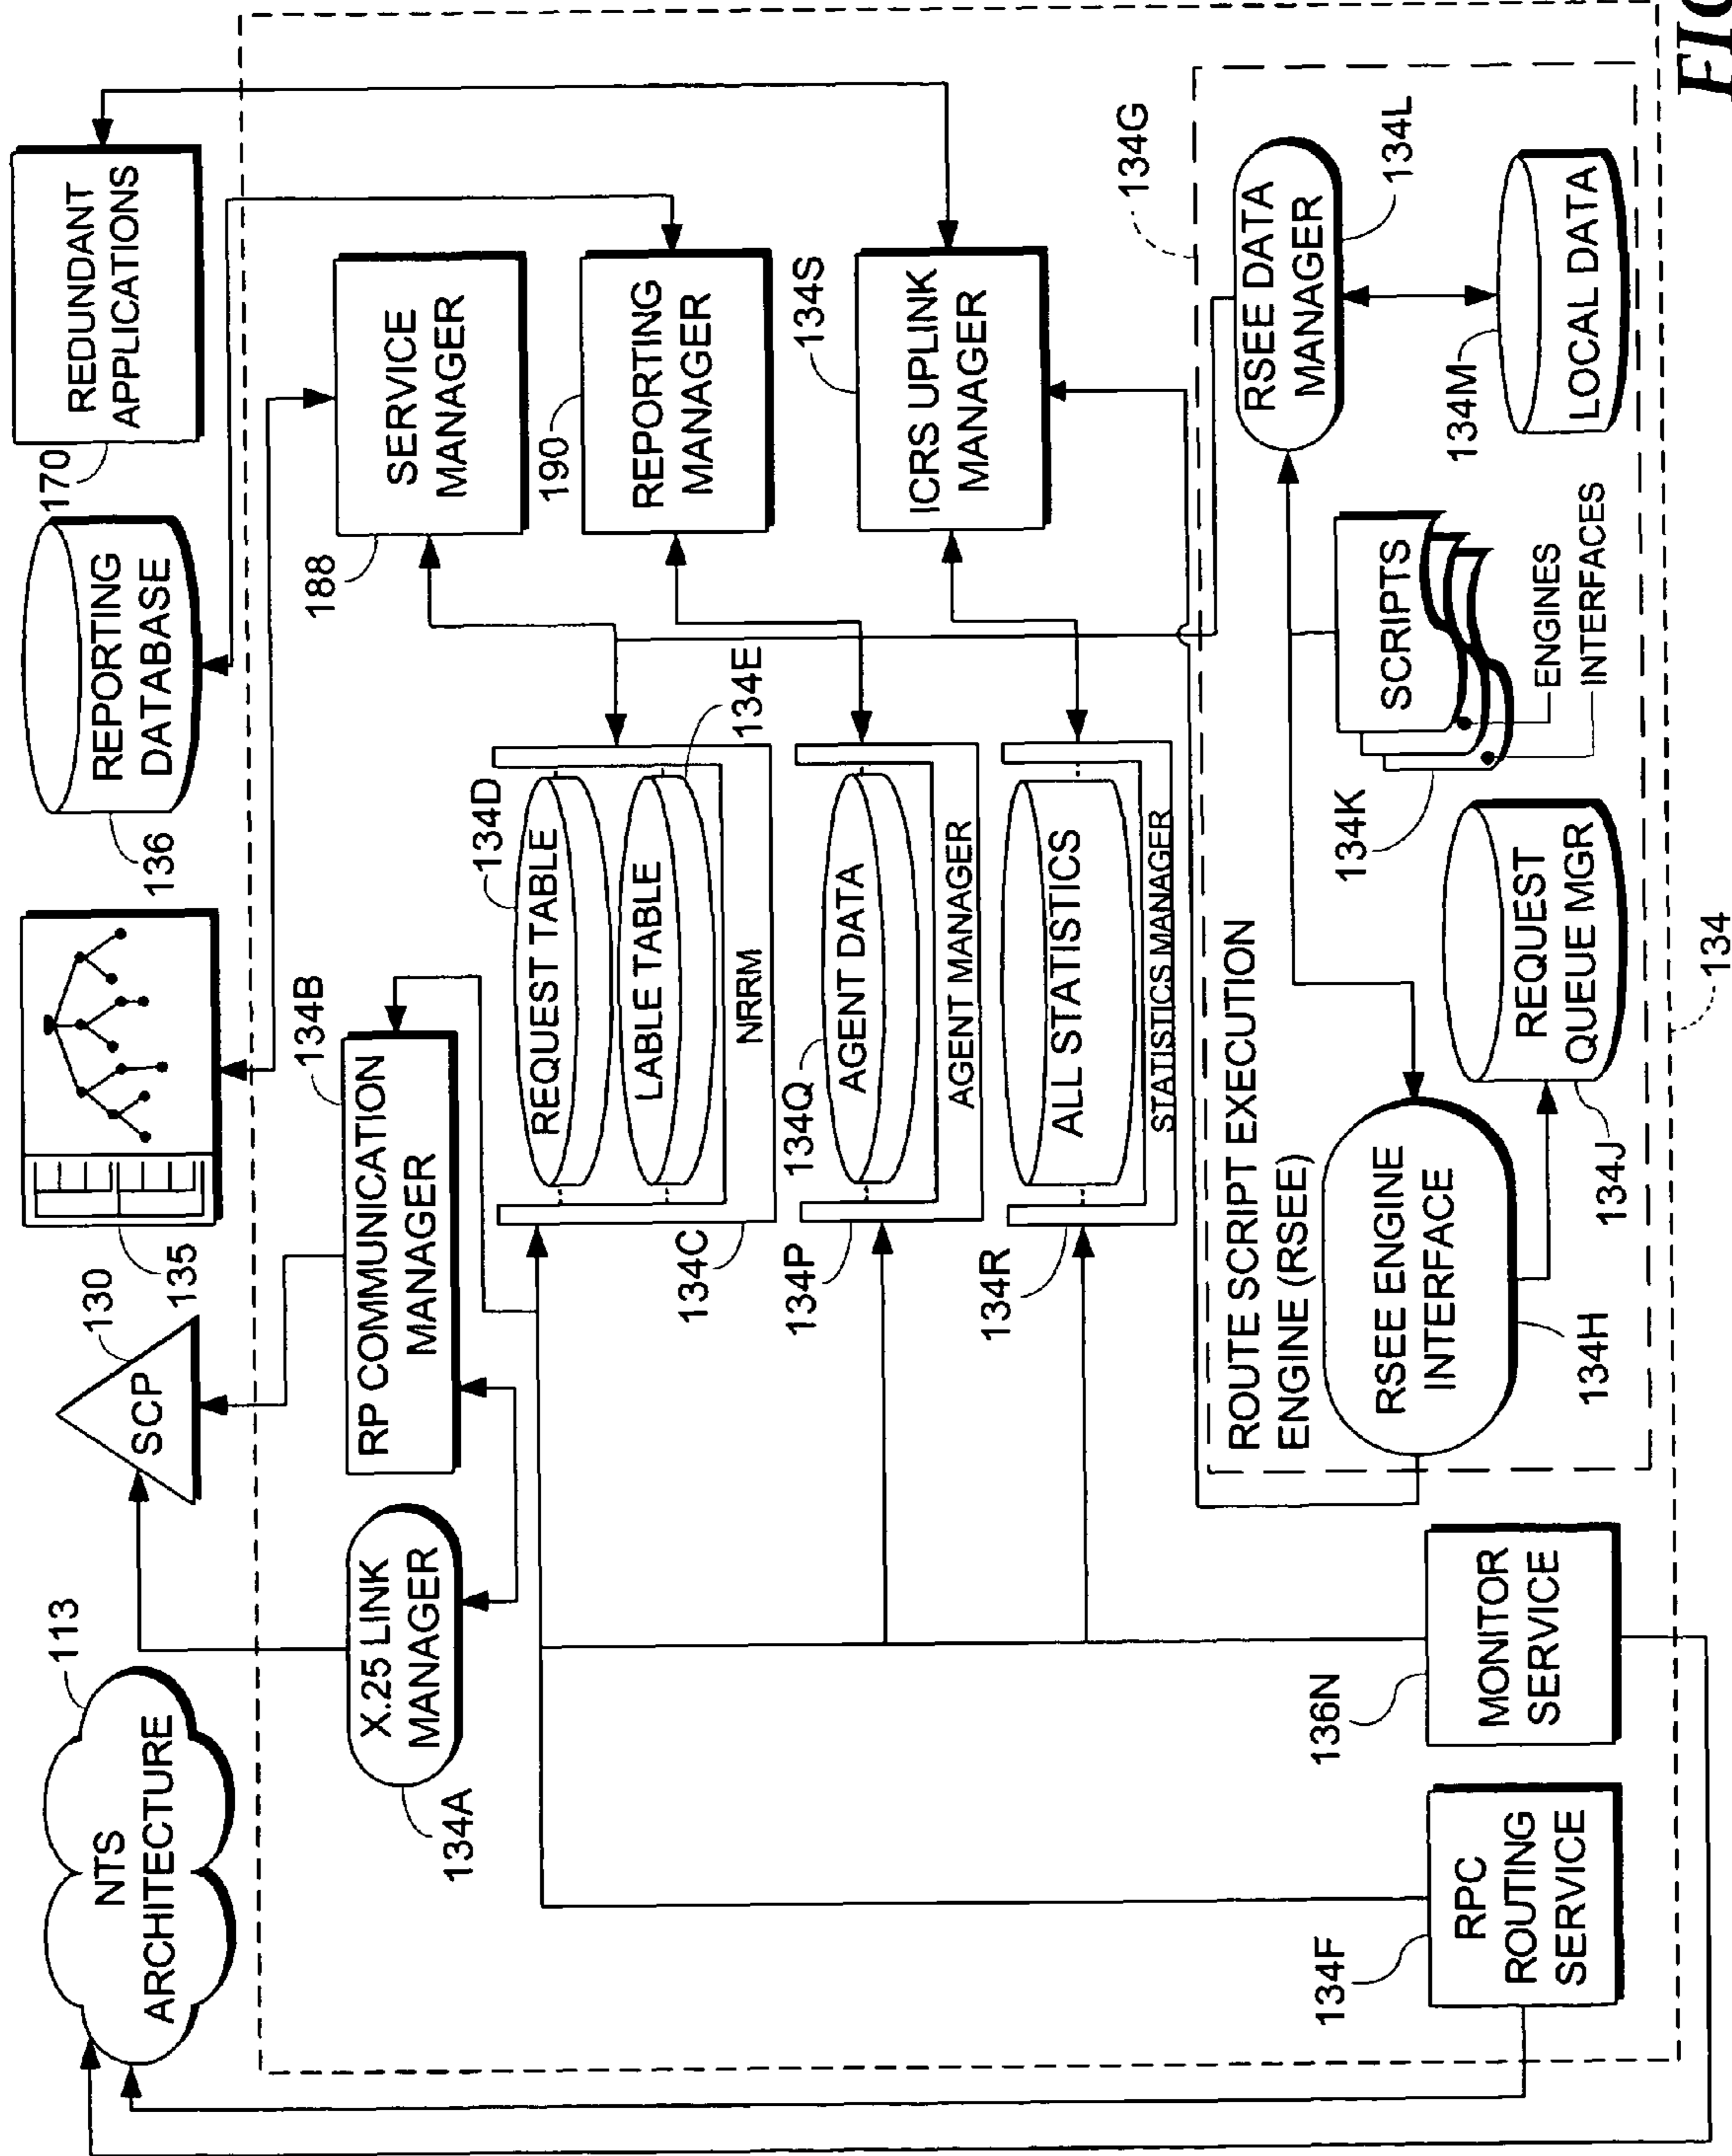 113
NTS
ARCHITECTURE
130
SCP
135
136
REPORTING
DATABASE
170
REDUNDANT
APPLICATIONS
134A
X.25 LINK
MANAGER
134B
RP COMMUNICATION
MANAGER
188
SERVICE
MANAGER
134D
REQUEST TABLE
LABLE TABLE
134E
NRRM
134C
190
REPORTING
MANAGER
134Q
AGENT DATA
AGENT MANAGER
134P
134S
ICRS UPLINK
MANAGER
ALL STATISTICS
STATISTICS MANAGER
134R
134G
ROUTE SCRIPT EXECUTION
ENGINE (RSEE)
RSEE ENGINE
INTERFACE
134H
REQUEST
QUEUE MGR
134J
134K
SCRIPTS
ENGINES
INTERFACES
RSEE DATA
MANAGER
134L
134M
LOCAL DATA
134F
RPC
ROUTING
SERVICE
136N
MONITOR
SERVICE
134